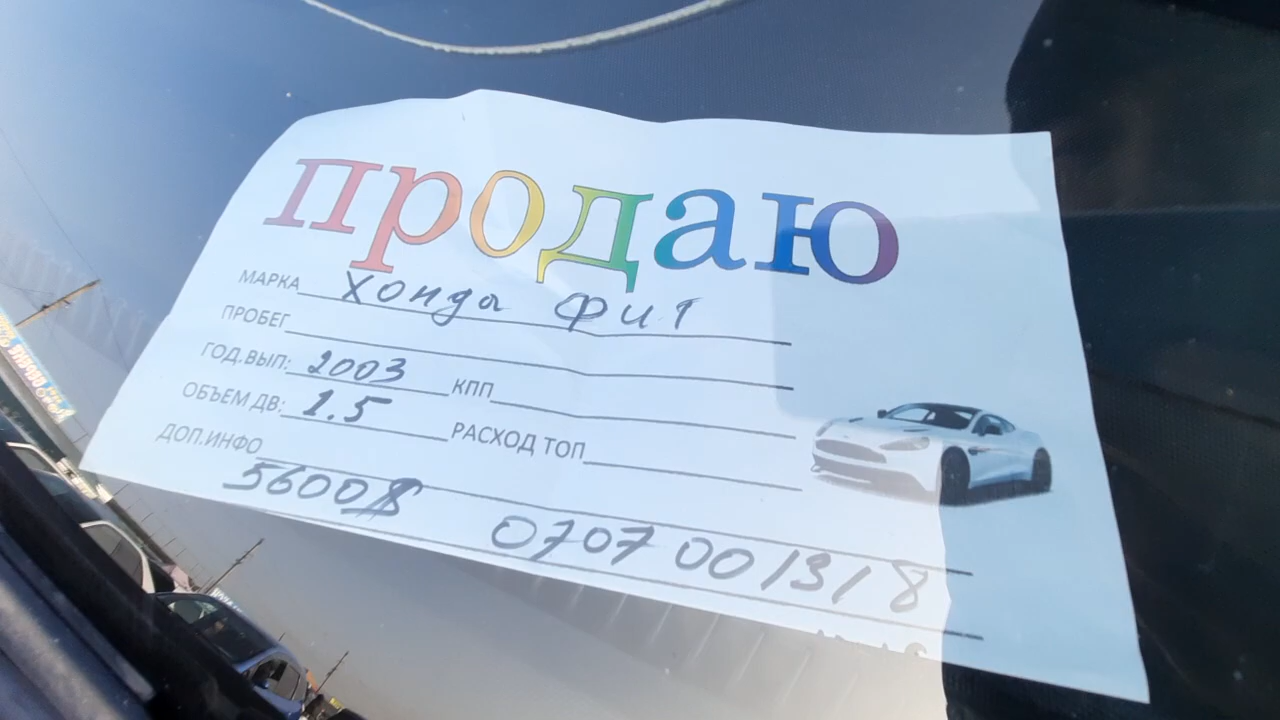 продаю
МАРКА Хонда Фит
ПРОБЕГ
ГОД.ВЫП: 2003 КПП
ОБЪЕМ ДВ: 1.5 РАСХОД ТОП
ДОП.ИНФО
5600$ 0707 001318